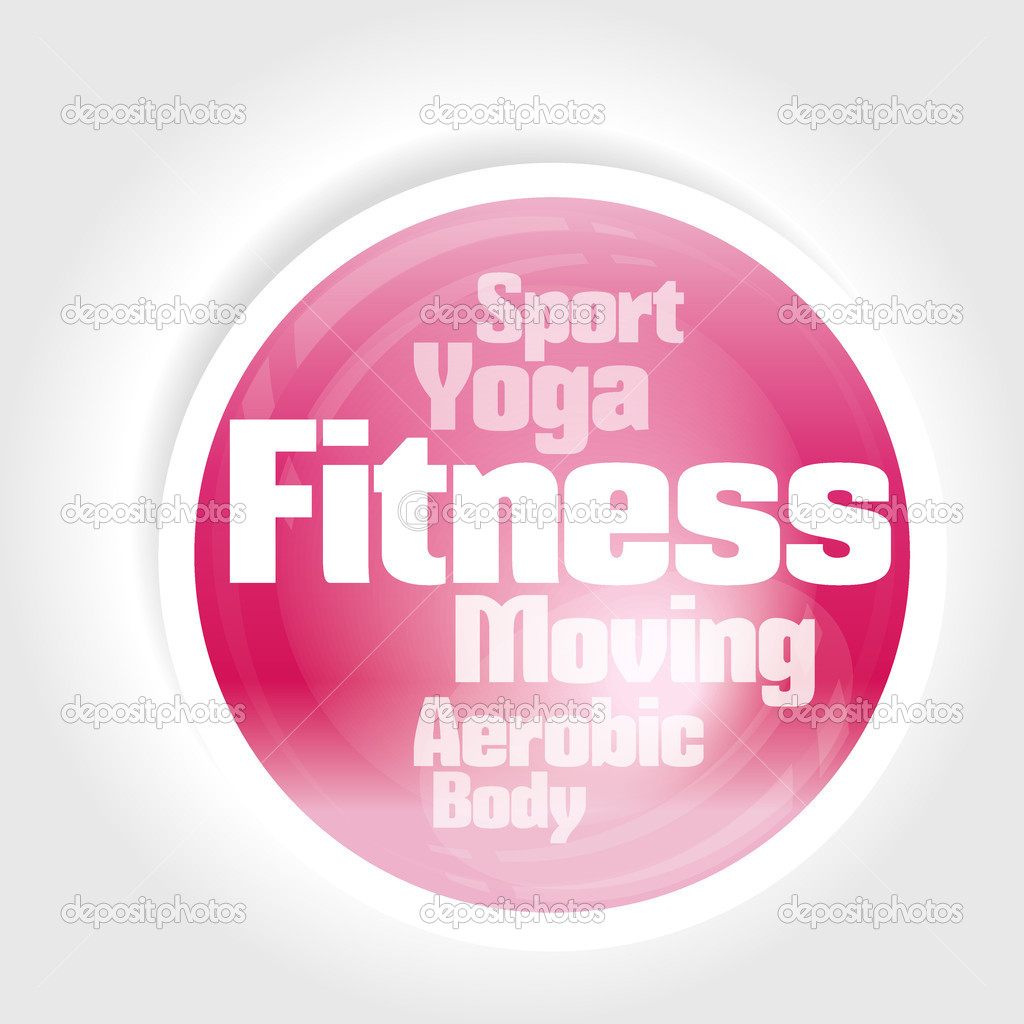 depositphotos depositphotos depositphotos
Sport
depositphotos depositphotos depositphotos
Yoga
Fitness
depositphotos @depositphotos depositphotos
Moving
Aerobic
depositphotos depositphotos depositphotos
Body
depositphotos depositphotos depositphotos